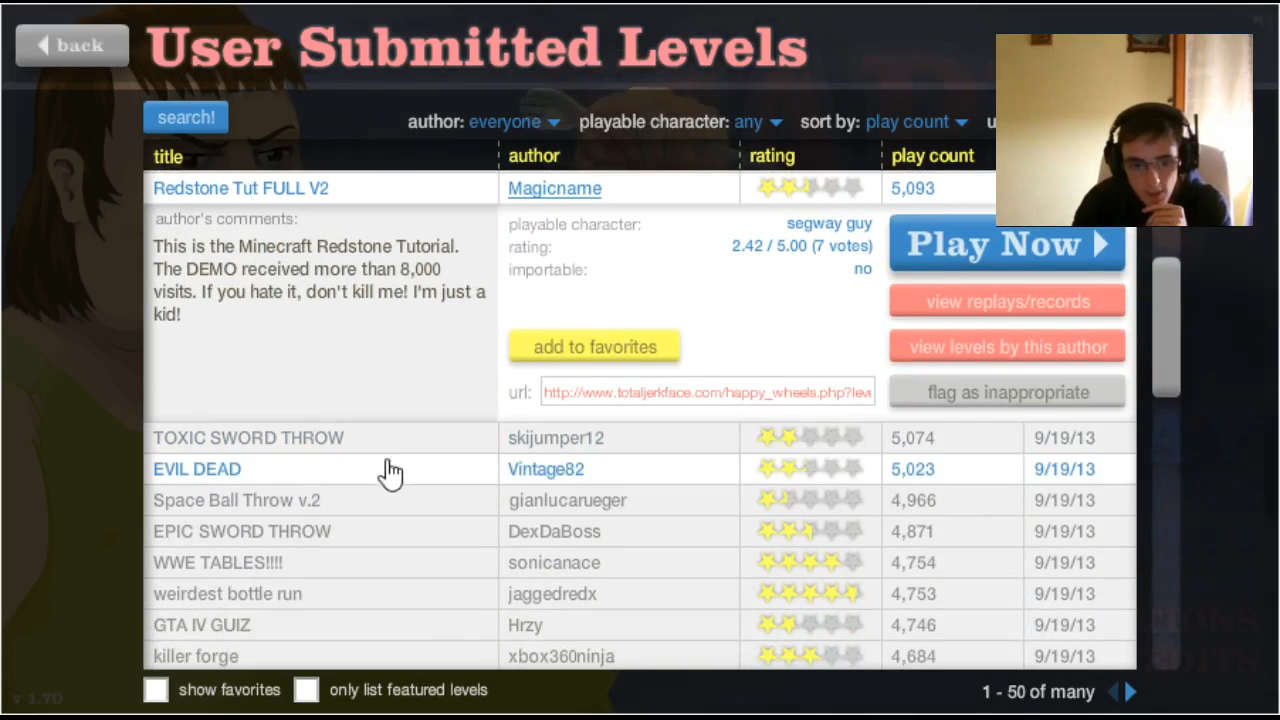 back
User Submitted Levels
search!
author: everyone playable character: any sort by: play count u
title author rating play count
Redstone Tut FULL V2 Magicname 5,093
author's comments:
This is the Minecraft Redstone Tutorial.
The DEMO received more than 8,000
visits. If you hate it, don't kill me! I'm just a
kid!
playable character: segway guy
rating: 2.42 / 5.00 (7 votes)
importable: no
add to favorites
url: http://www.totaljerkface.com/happy_wheels.php?leve
Play Now
view replays/records
view levels by this author
flag as inappropriate
TOXIC SWORD THROW skijumper12 5,074 9/19/13
EVIL DEAD Vintage82 5,023 9/19/13
Space Ball Throw v.2 gianlucarueger 4,966 9/19/13
EPIC SWORD THROW DexDaBoss 4,871 9/19/13
WWE TABLES!!!! sonicanace 4,754 9/19/13
weirdest bottle run jaggedredx 4,753 9/19/13
GTA IV GUIZ Hrzy 4,746 9/19/13
killer forge xbox360ninja 4,684 9/19/13
show favorites only list featured levels 1 - 50 of many
v 1.70